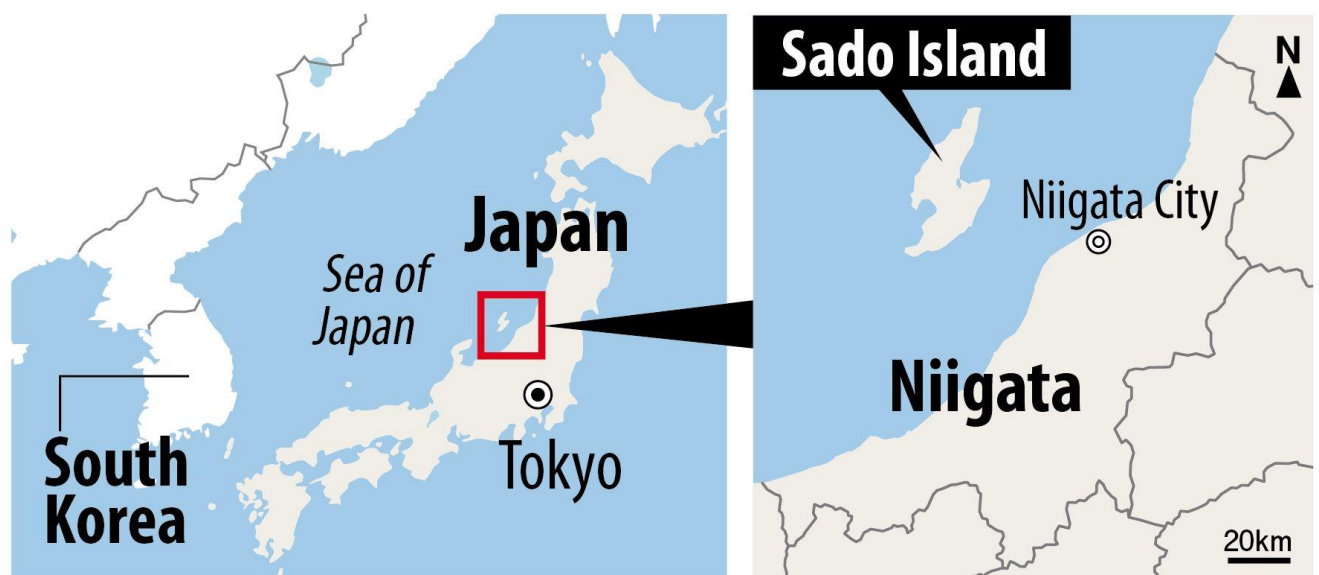 Japan
Sea of
Japan
South
Korea
Tokyo
Sado Island
N
Niigata City
Niigata
20km